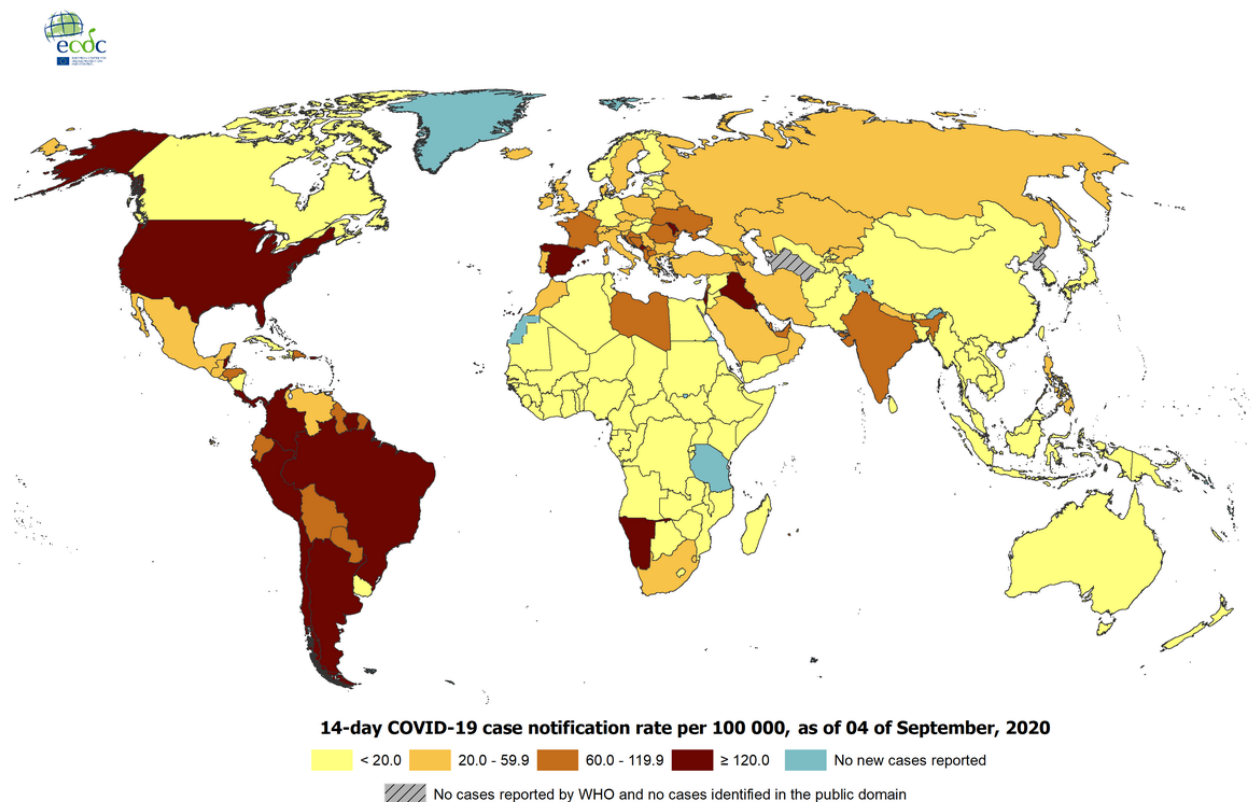 ecdc
14-day COVID-19 case notification rate per 100 000, as of 04 of September, 2020
< 20.0
20.0 - 59.9
60.0 - 119.9
≥ 120.0
No new cases reported
No cases reported by WHO and no cases identified in the public domain